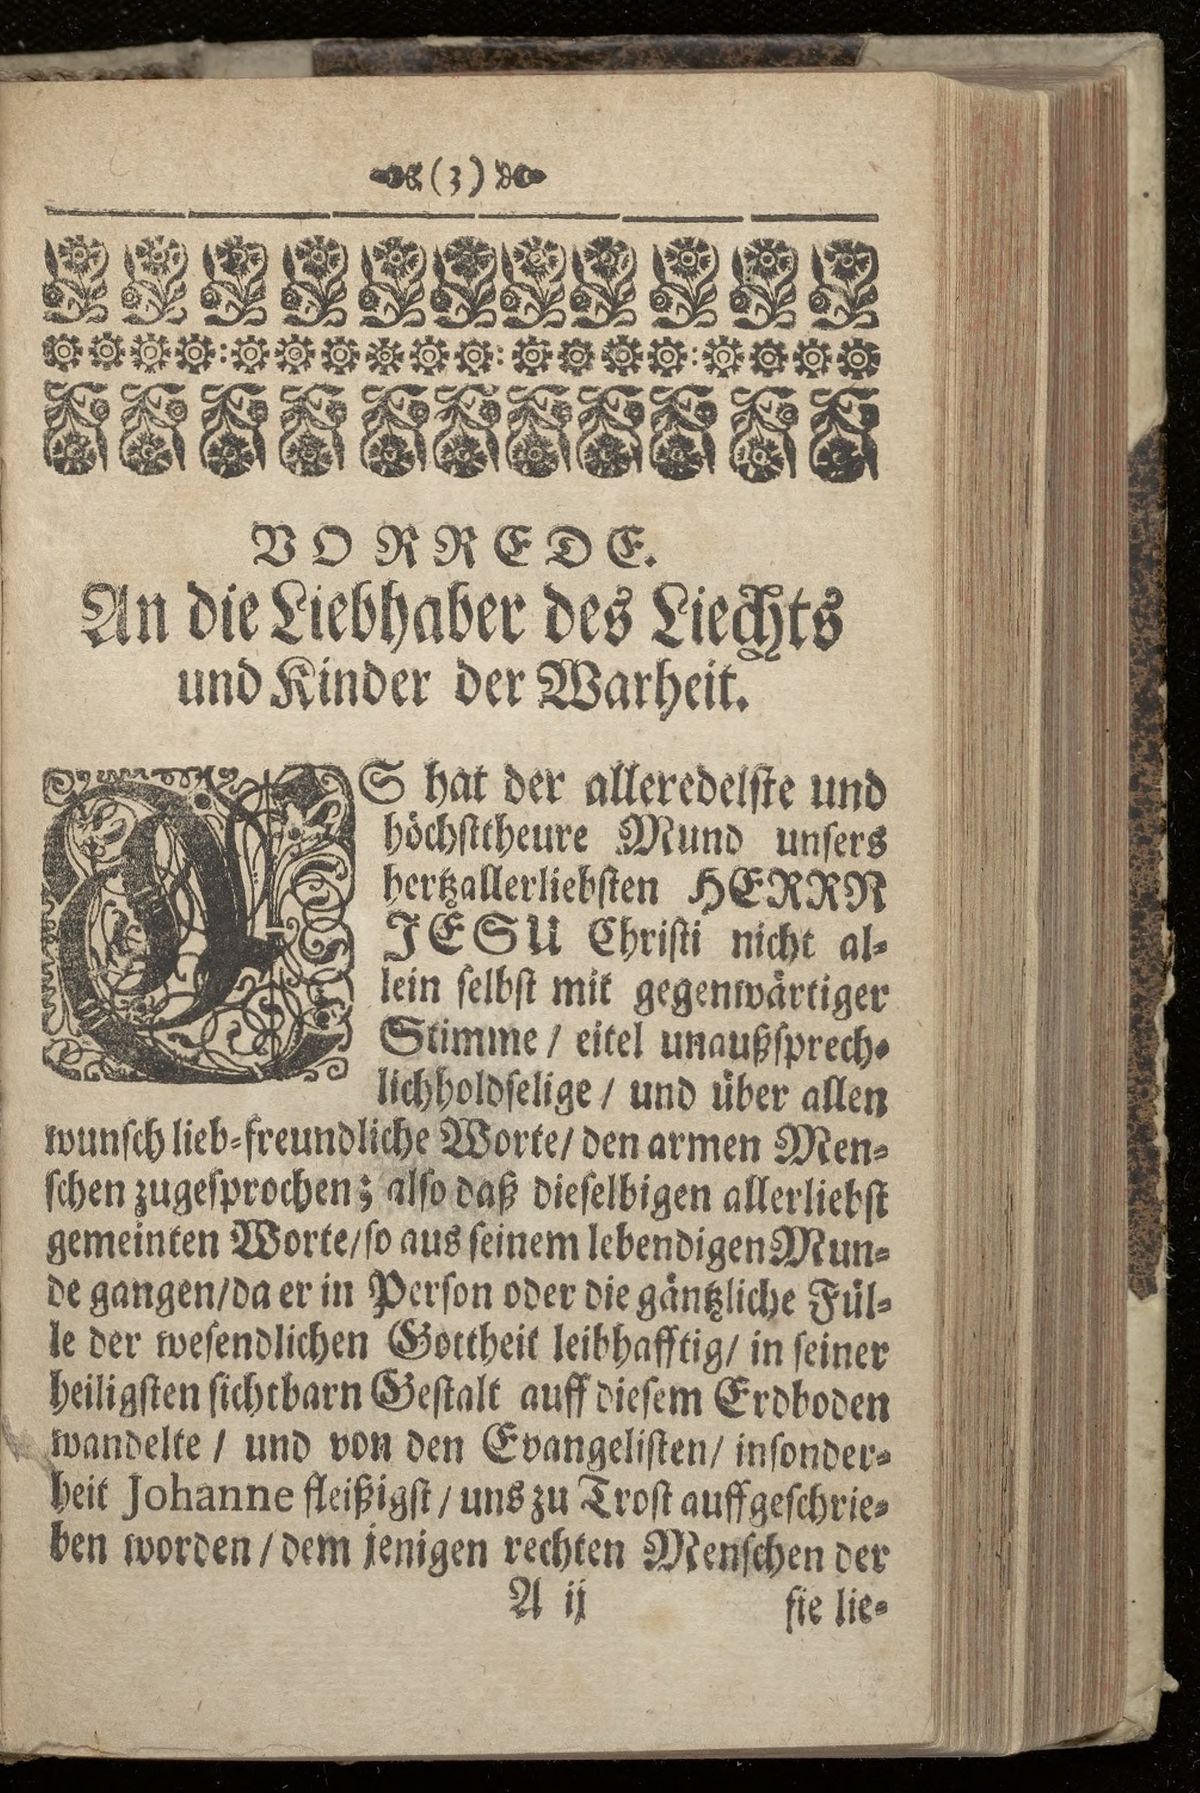 (3)
VORREDE.
An die Liebhaber des Liechts
und Kinder der Warheit.
ES hat der alleredelste und
höchsttheure Mund unsers
hertzallerliebsten HERRN
JESU Christi nicht al-
lein selbst mit gegenwärtiger
Stimme / eitel unaußsprech-
lichholdselige / und über allen
wunsch lieb-freundliche Worte / den armen Men-
schen zugesprochen; also daß dieselbigen allerliebst
gemeinten Worte / so aus seinem lebendigen Mun-
de gangen / da er in Person oder die gäntzliche Fül-
le der wesendlichen Gottheit leibhafftig / in seiner
heiligsten sichtbarn Gestalt auff diesem Erdboden
wandelte / und von den Evangelisten / insonder-
heit Johanne fleißigst / uns zu Trost auffgeschrie-
ben worden / dem jenigen rechten Menschen der
A ij sie lie-